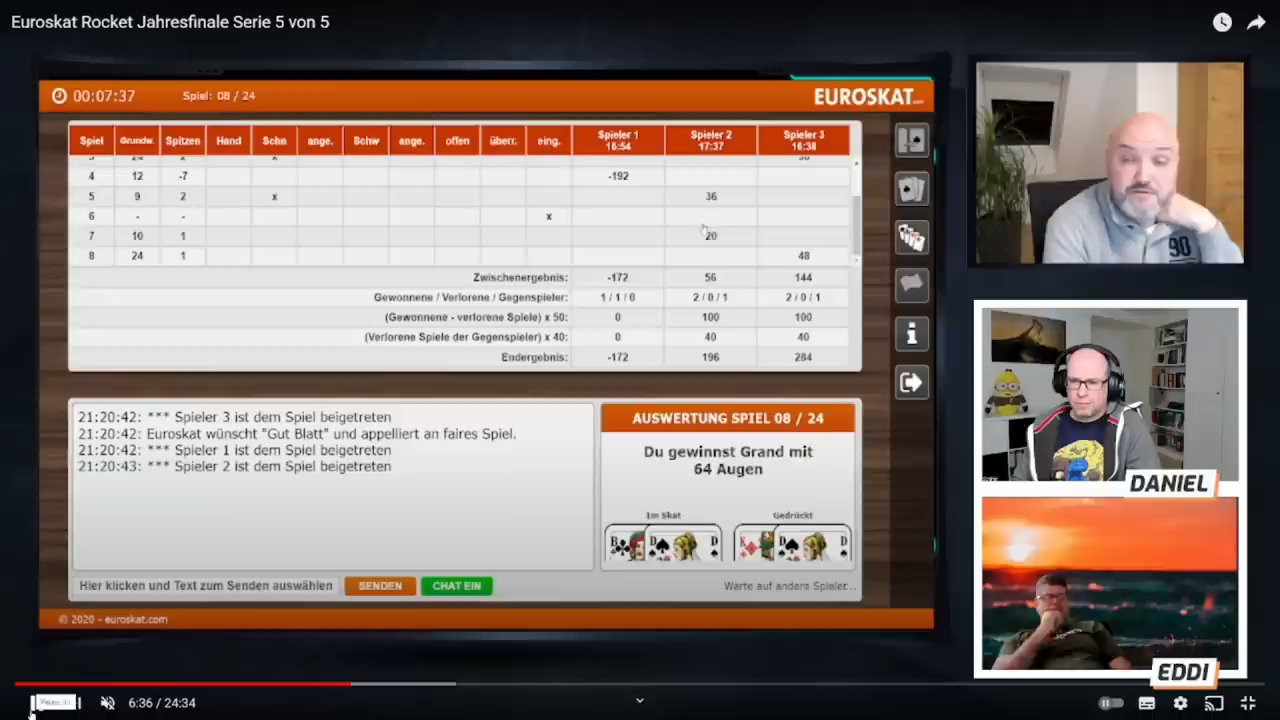 Euroskat Rocket Jahresfinale Serie 5 von 5
00:07:37 Spiel: 08 / 24 EUROSKAT.com
Spiel Grundw. Spitzen Hand Schn ange. Schw ange. offen überr. eing. Spieler 1 16:54 Spieler 2 17:37 Spieler 3 16:38
4 12 -7 -192
5 9 2 x 36
6 - - x
7 10 1 20
8 24 1 48
Zwischenergebnis: -172 56 144
Gewonnene / Verlorene / Gegenspieler: 1 / 1 / 0 2 / 0 / 1 2 / 0 / 1
(Gewonnene - verlorene Spiele) x 50: 0 100 100
(Verlorene Spiele der Gegenspieler) x 40: 0 40 40
Endergebnis: -172 196 284
21:20:42: *** Spieler 3 ist dem Spiel beigetreten
21:20:42: Euroskat wünscht "Gut Blatt" und appelliert an faires Spiel.
21:20:42: *** Spieler 1 ist dem Spiel beigetreten
21:20:43: *** Spieler 2 ist dem Spiel beigetreten
AUSWERTUNG SPIEL 08 / 24
Du gewinnst Grand mit
64 Augen
Im Skat Gedrückt
B D D K D D
Hier klicken und Text zum Senden auswählen SENDEN CHAT EIN Warte auf andere Spieler...
© 2020 - euroskat.com
90
DANIEL
EDDI
6:36 / 24:34